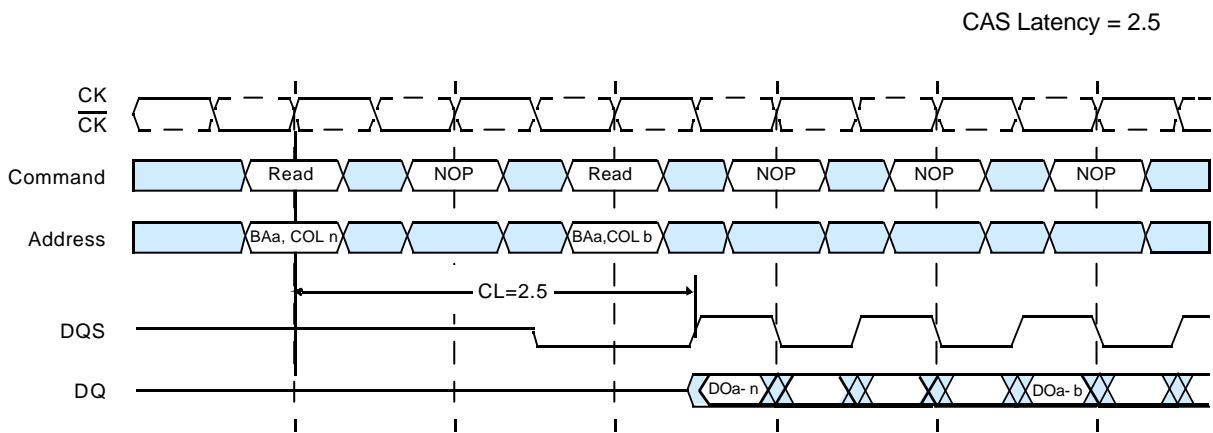 CAS Latency = 2.5
CK
CK
Command Read NOP Read NOP NOP NOP
Address BAa, COL n BAa,COL b
CL=2.5
DQS
DQ DOa- n DOa- b